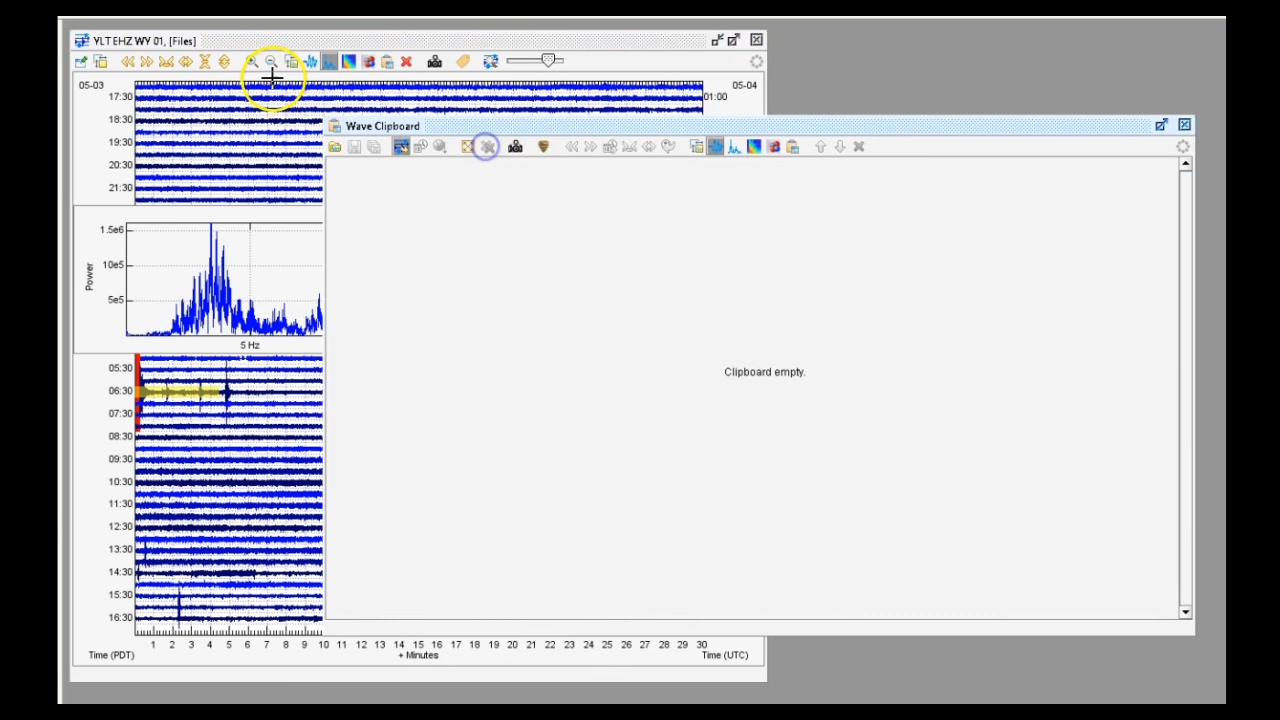 YLT EHZ WY 01, [Files]
05-03
05-04
17:30
01:00
18:30
19:30
20:30
21:30
Wave Clipboard
Clipboard empty.
1.5e6
10e5
5e5
Power
5 Hz
05:30
06:30
07:30
08:30
09:30
10:30
11:30
12:30
13:30
14:30
15:30
16:30
1 2 3 4 5 6 7 8 9 10 11 12 13 14 15 16 17 18 19 20 21 22 23 24 25 26 27 28 29 30
Time (PDT)
+ Minutes
Time (UTC)